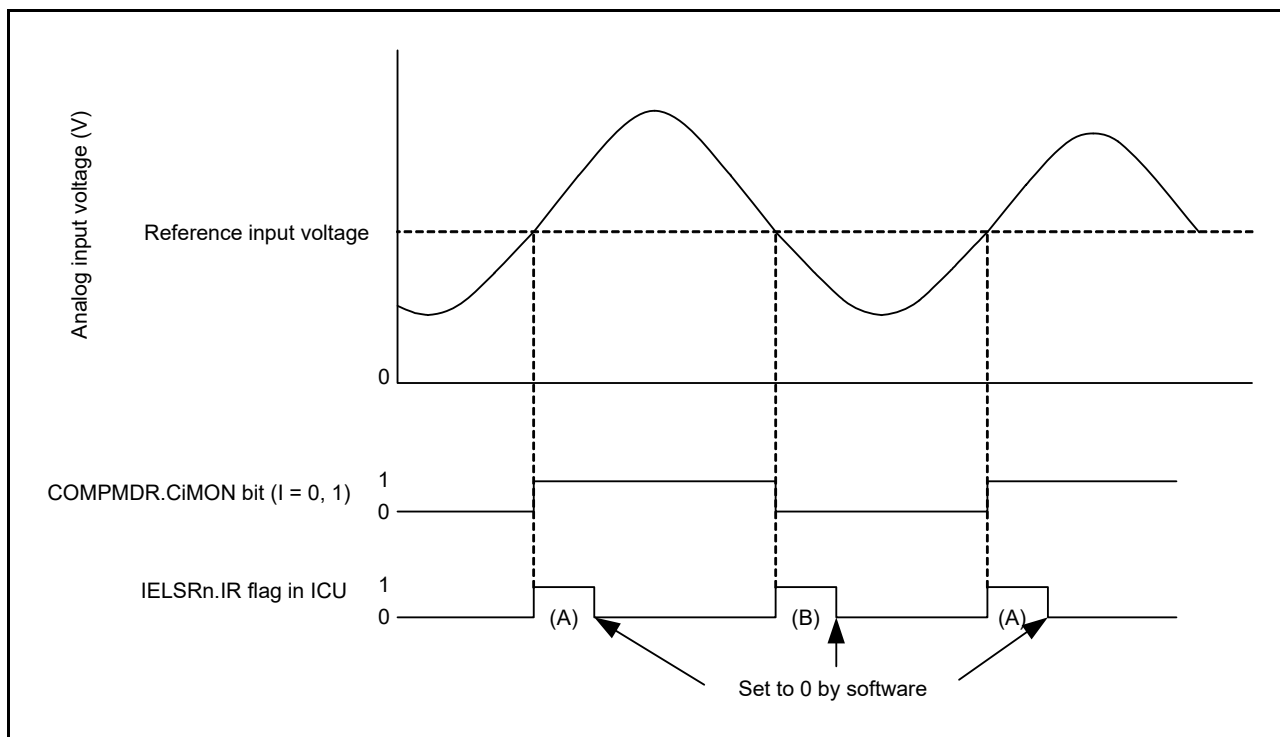 Analog input voltage (V)
Reference input voltage
0
COMPMDR.CiMON bit (I = 0, 1)
1
0
IELSRn.IR flag in ICU
1
0
(A)
(B)
(A)
Set to 0 by software